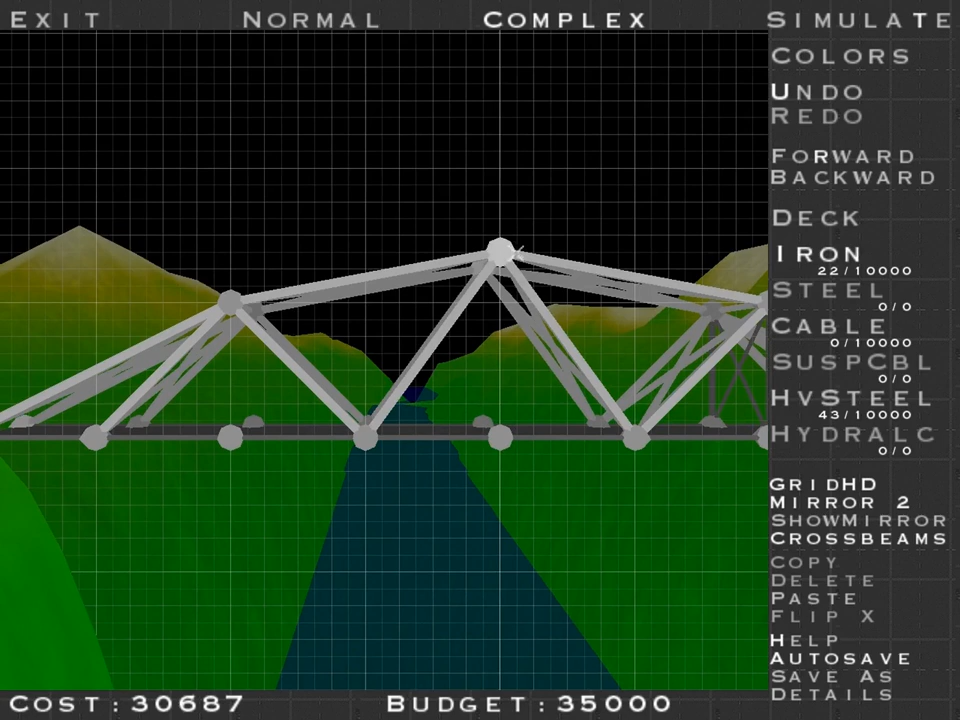 Exit Normal Complex Simulate
Colors
Undo
Redo
Forward
Backward
Deck
Iron
22/10000
Steel
0/0
Cable
0/10000
SuspCbl
0/0
HvSteel
43/10000
Hydralc
0/0
GridHD
Mirror 2
ShowMirror
Crossbeams
Copy
Delete
Paste
Flip X
Help
Autosave
Save As
Details
Cost:30687 Budget:35000